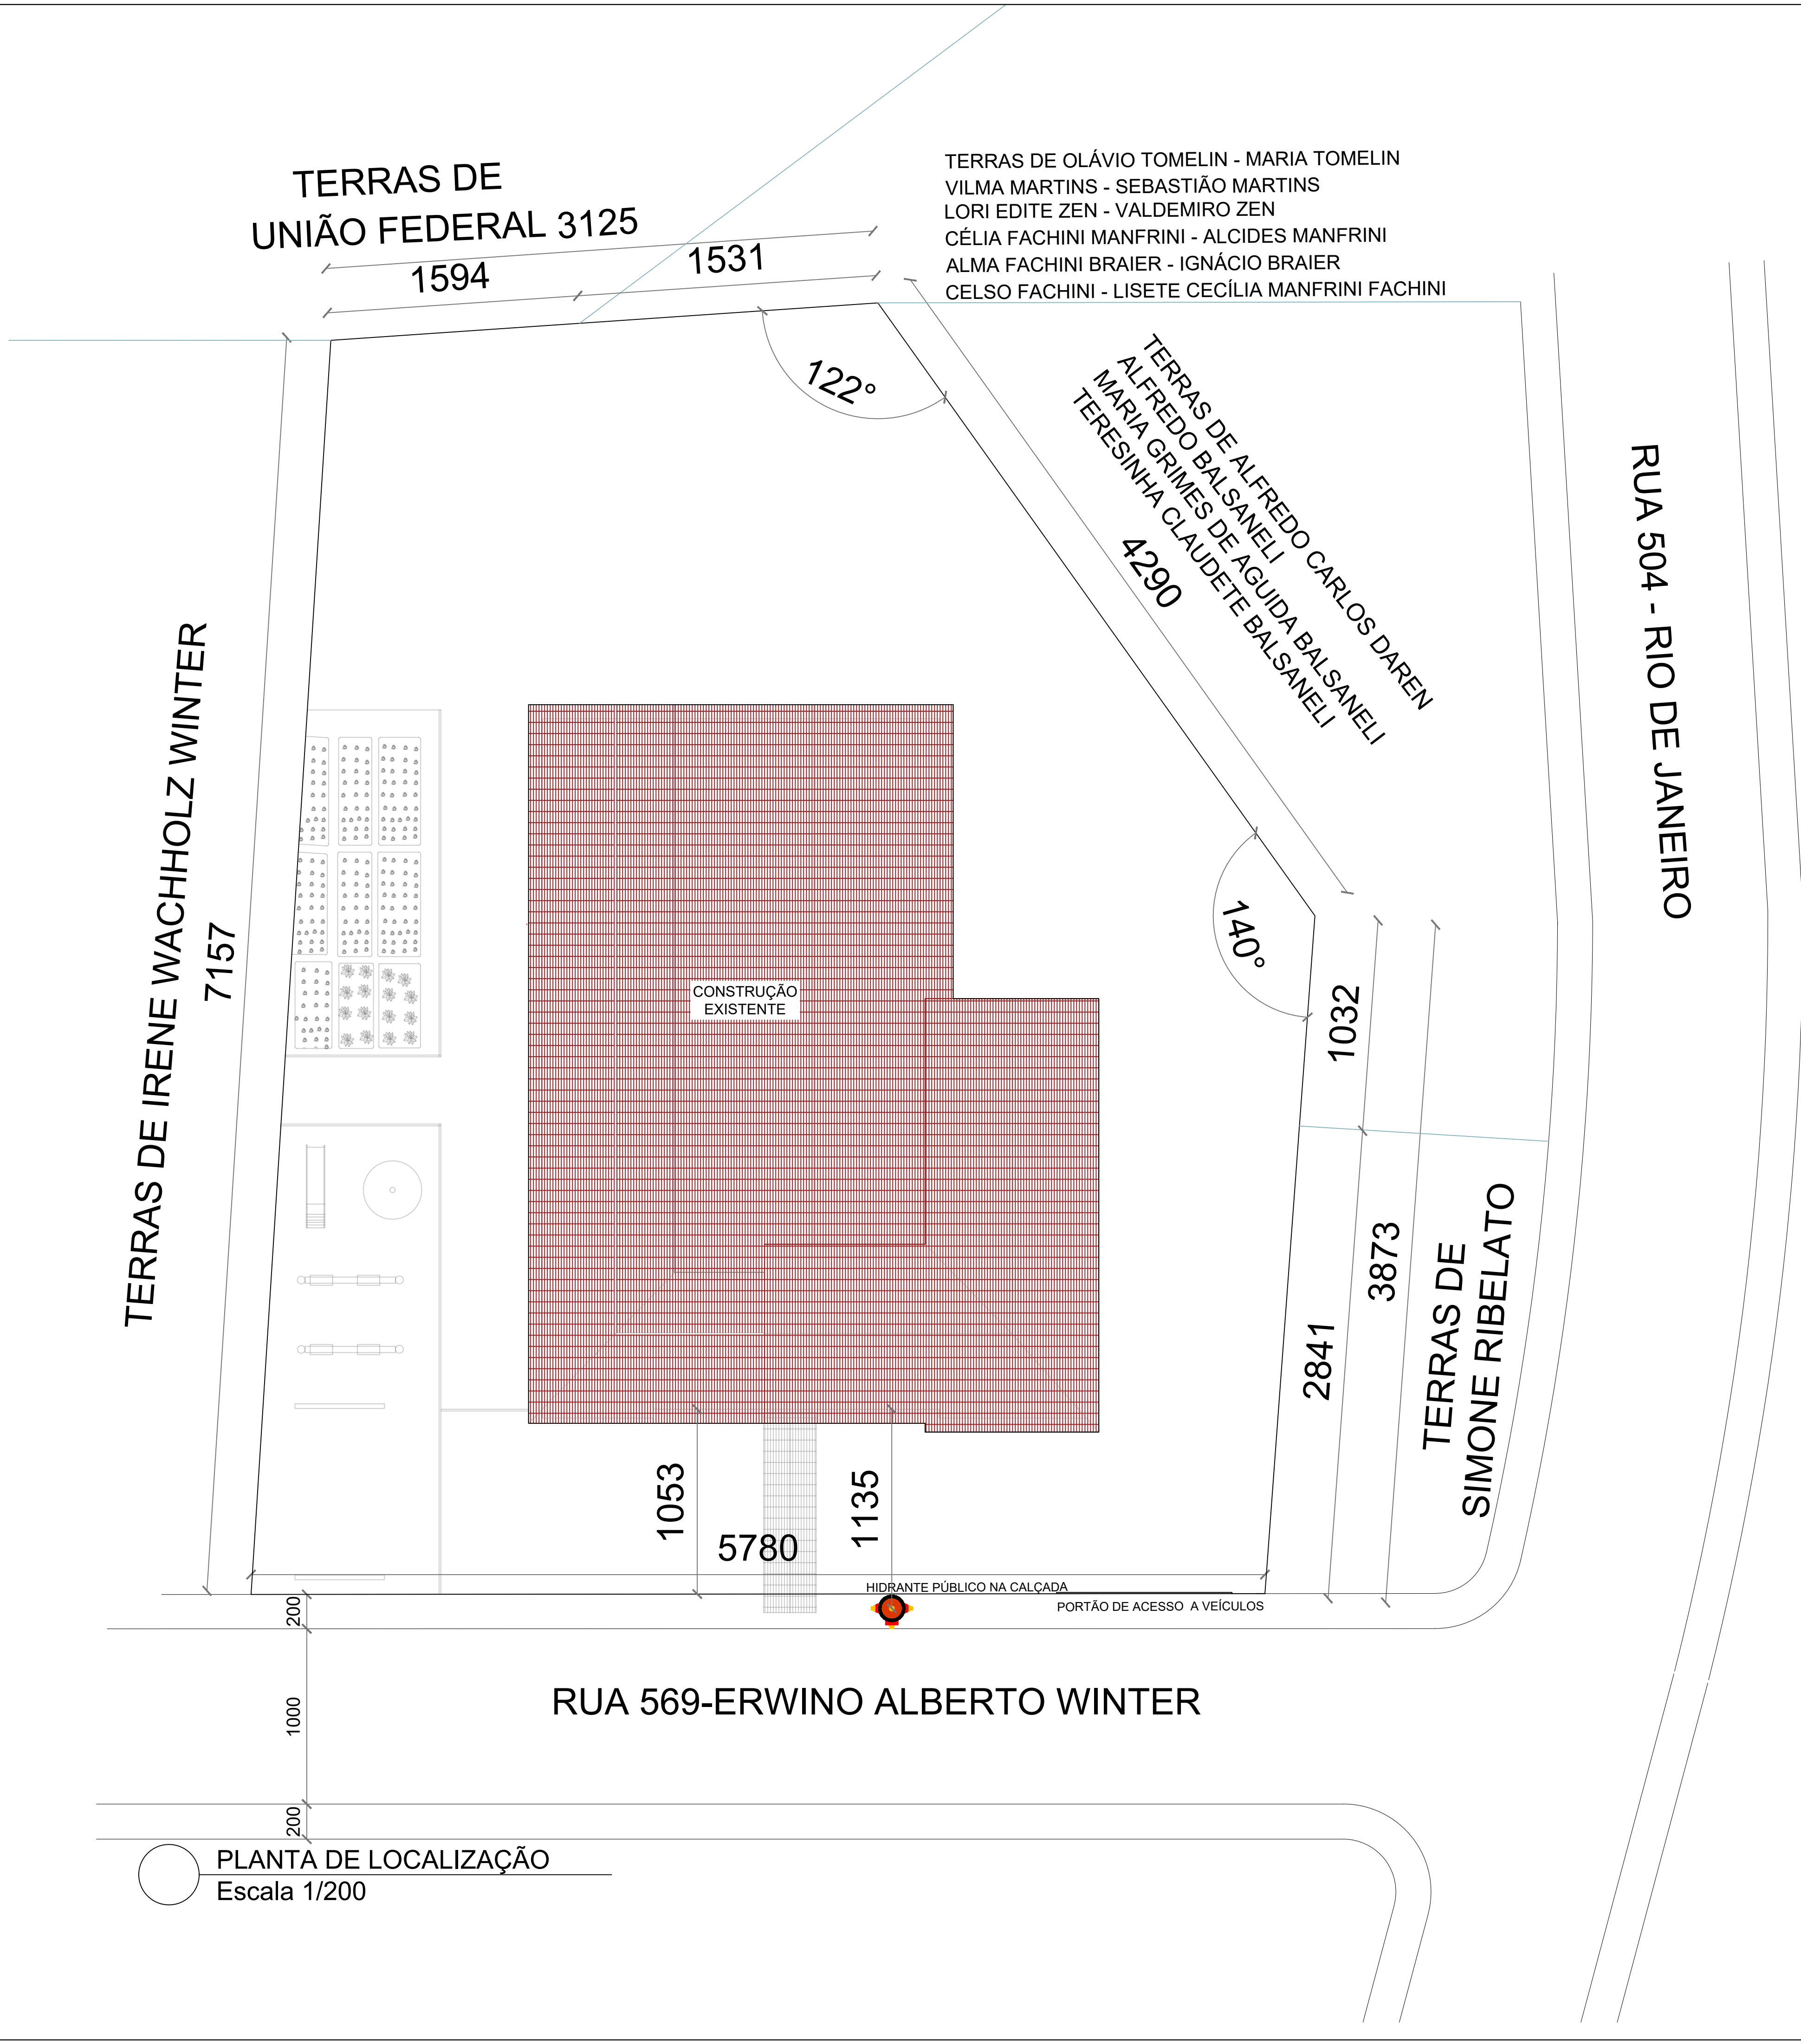 TERRAS DE
UNIÃO FEDERAL 3125
1594
1531
TERRAS DE OLÁVIO TOMELIN - MARIA TOMELIN
VILMA MARTINS - SEBASTIÃO MARTINS
LORI EDITE ZEN - VALDEMIRO ZEN
CÉLIA FACHINI MANFRINI - ALCIDES MANFRINI
ALMA FACHINI BRAIER - IGNÁCIO BRAIER
CELSO FACHINI - LISETE CECÍLIA MANFRINI FACHINI
122°
TERRAS DE ALFREDO CARLOS DAREN
ALFREDO BALSANELI
MARIA GRIMES DE AGUIDA BALSANELI
TERESINHA CLAUDETE BALSANELI
4290
RUA 504 - RIO DE JANEIRO
TERRAS DE IRENE WACHHOLZ WINTER
7157
140°
CONSTRUÇÃO
EXISTENTE
1032
3873
2841
TERRAS DE
SIMONE RIBELATO
1053
1135
5780
HIDRANTE PÚBLICO NA CALÇADA
PORTÃO DE ACESSO A VEÍCULOS
200
1000
200
RUA 569-ERWINO ALBERTO WINTER
PLANTA DE LOCALIZAÇÃO
Escala 1/200